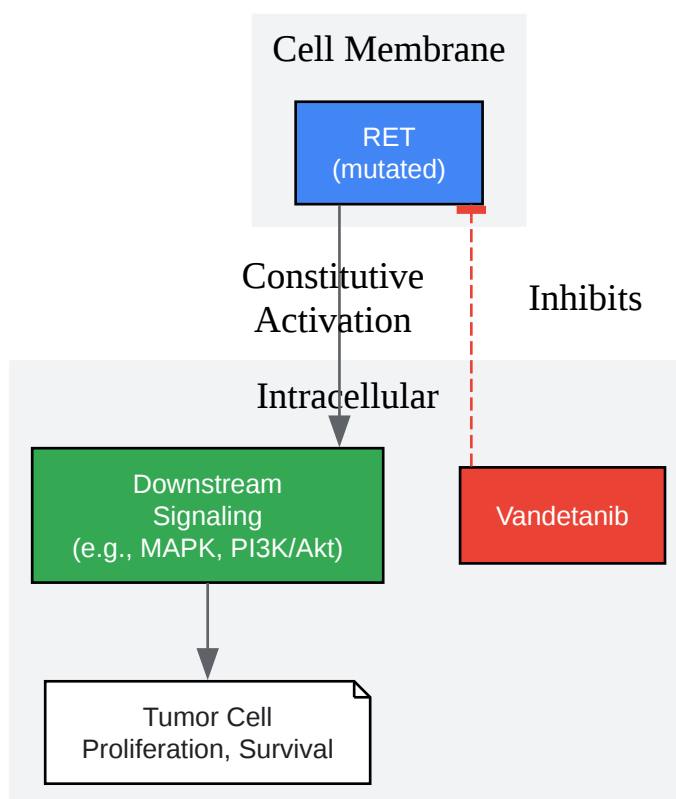 Cell Membrane
RET
(mutated)
Constitutive
Activation
Inhibits
Intracellular
Downstream
Signaling
(e.g., MAPK, PI3K/Akt)
Vandetanib
Tumor Cell
Proliferation, Survival